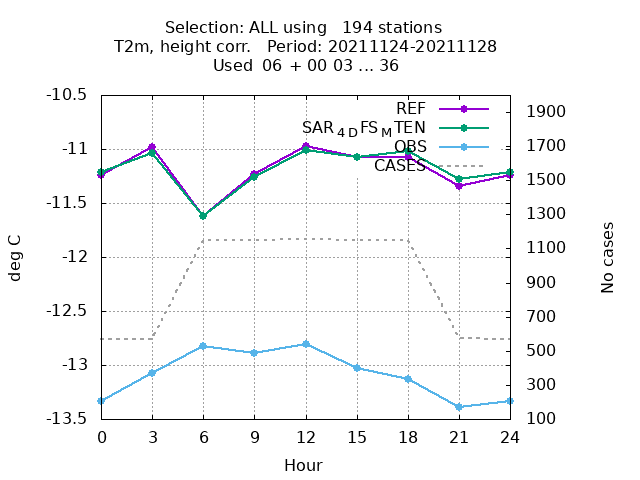 Selection: ALL using   194 stations
T2m, height corr.   Period: 20211124-20211128
Used  06 + 00 03 ... 36
REF
SAR4DFSMTEN
OBS
CASES
-10.5
-11
-11.5
-12
-12.5
-13
-13.5
deg C
1900
1700
1500
1300
1100
900
700
500
300
100
No cases
0 3 6 9 12 15 18 21 24
Hour